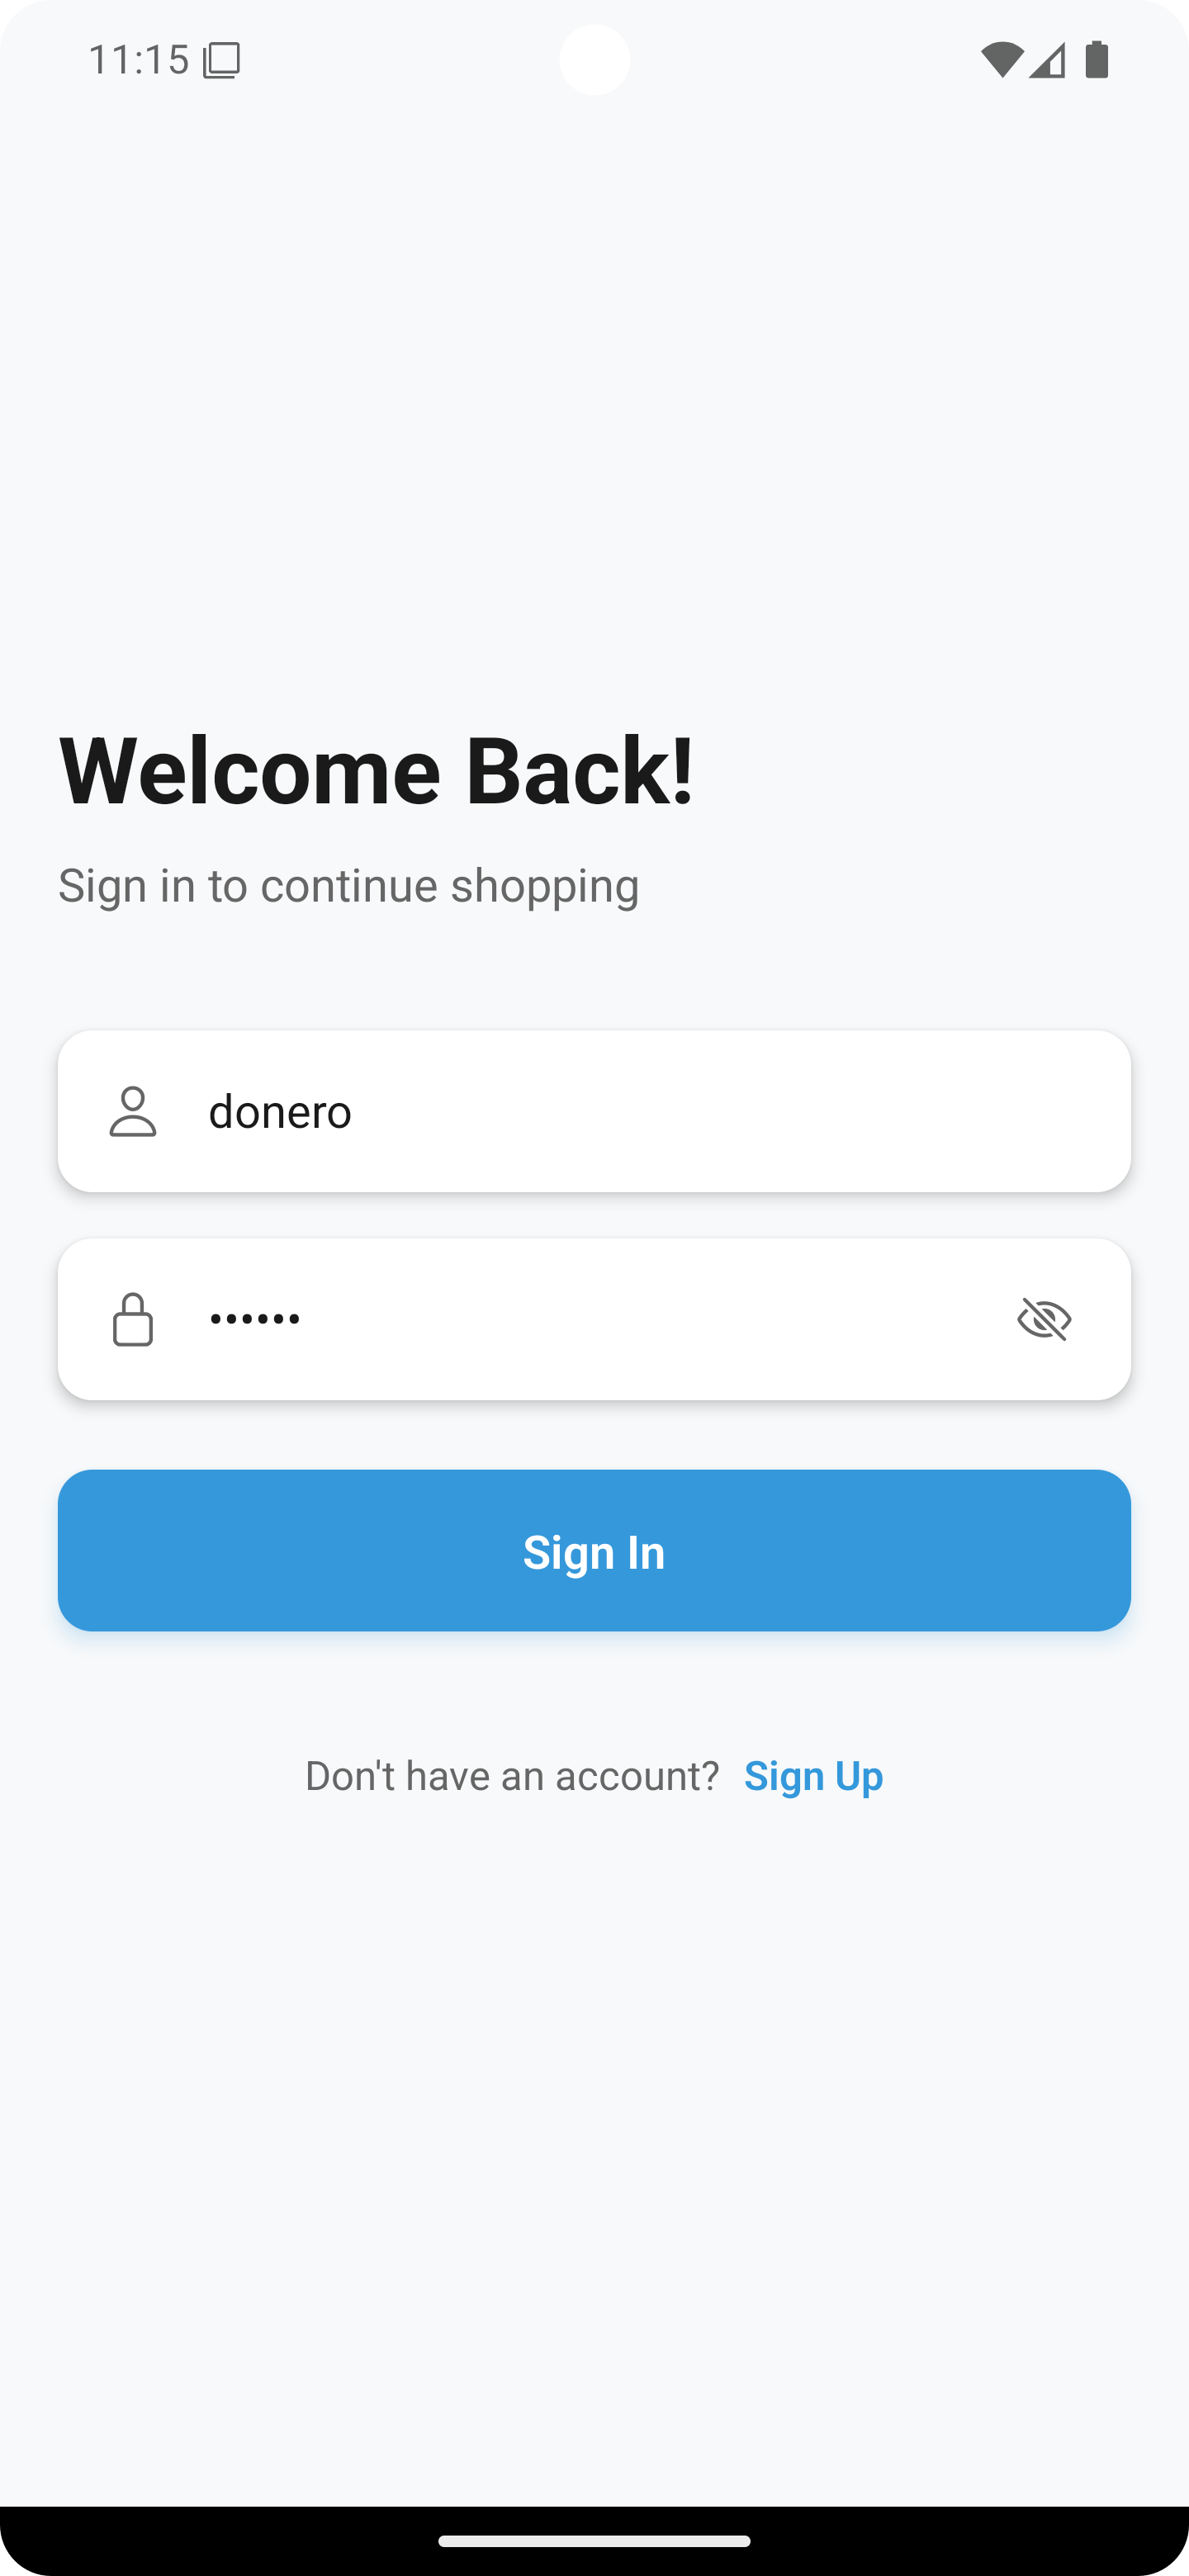 11:15
Welcome Back!
Sign in to continue shopping
donero
••••••
Sign In
Don't have an account? Sign Up